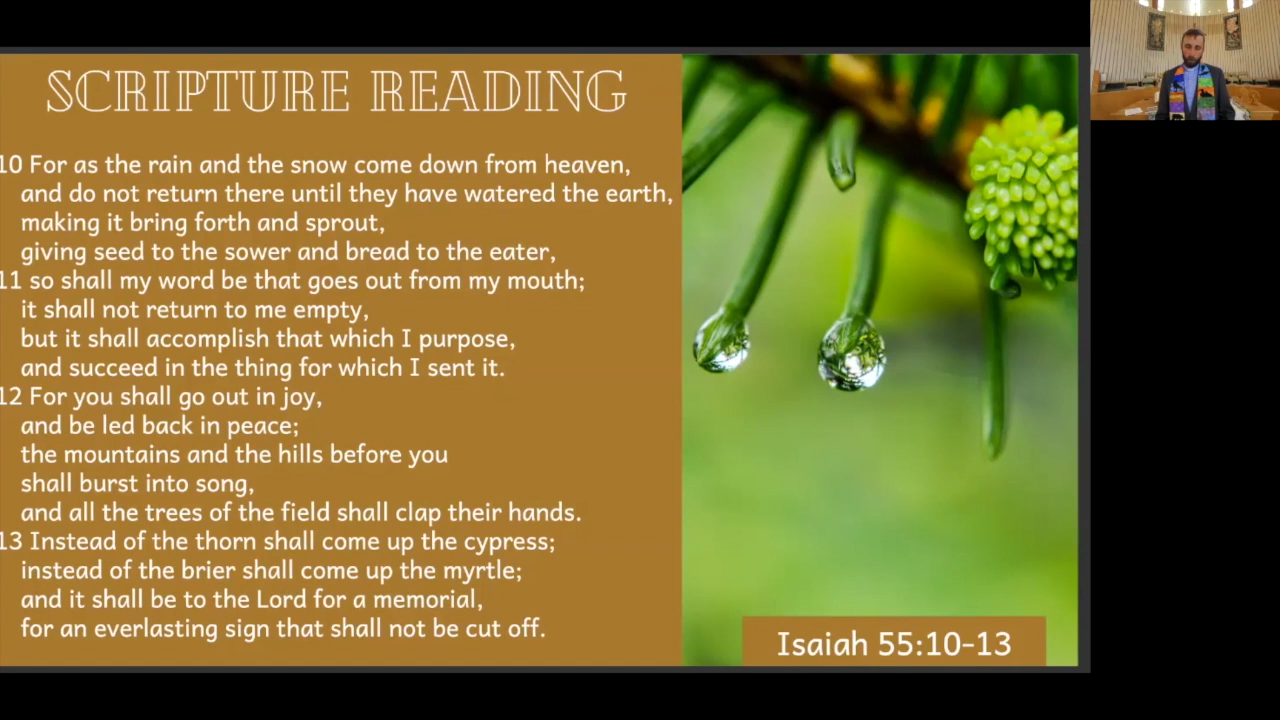 SCRIPTURE READING
10 For as the rain and the snow come down from heaven,
and do not return there until they have watered the earth,
making it bring forth and sprout,
giving seed to the sower and bread to the eater,
11 so shall my word be that goes out from my mouth;
it shall not return to me empty,
but it shall accomplish that which I purpose,
and succeed in the thing for which I sent it.
12 For you shall go out in joy,
and be led back in peace;
the mountains and the hills before you
shall burst into song,
and all the trees of the field shall clap their hands.
13 Instead of the thorn shall come up the cypress;
instead of the brier shall come up the myrtle;
and it shall be to the Lord for a memorial,
for an everlasting sign that shall not be cut off.
Isaiah 55:10-13